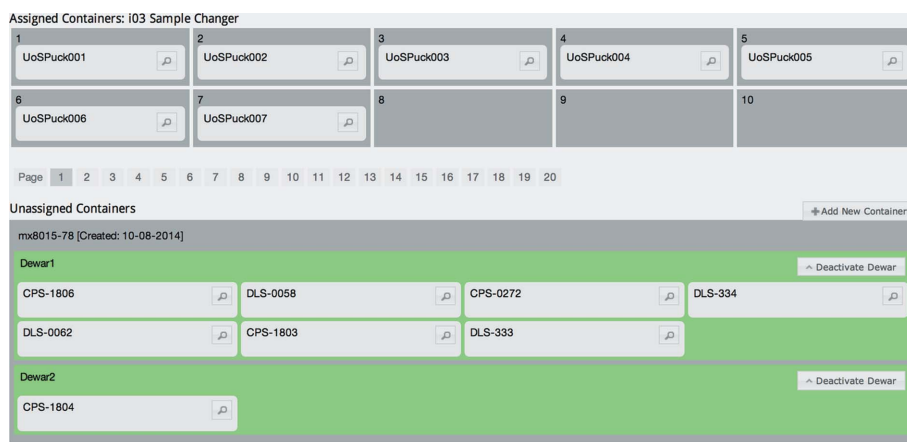 Assigned Containers: i03 Sample Changer
1 2 3 4 5
UoSPuck001 UoSPuck002 UoSPuck003 UoSPuck004 UoSPuck005
6 7 8 9 10
UoSPuck006 UoSPuck007
Page 1 2 3 4 5 6 7 8 9 10 11 12 13 14 15 16 17 18 19 20
Unassigned Containers
+Add New Container
mx8015-78 [Created: 10-08-2014]
Dewar1
^ Deactivate Dewar
CPS-1806 DLS-0058 CPS-0272 DLS-334
DLS-0062 CPS-1803 DLS-333
Dewar2
^ Deactivate Dewar
CPS-1804